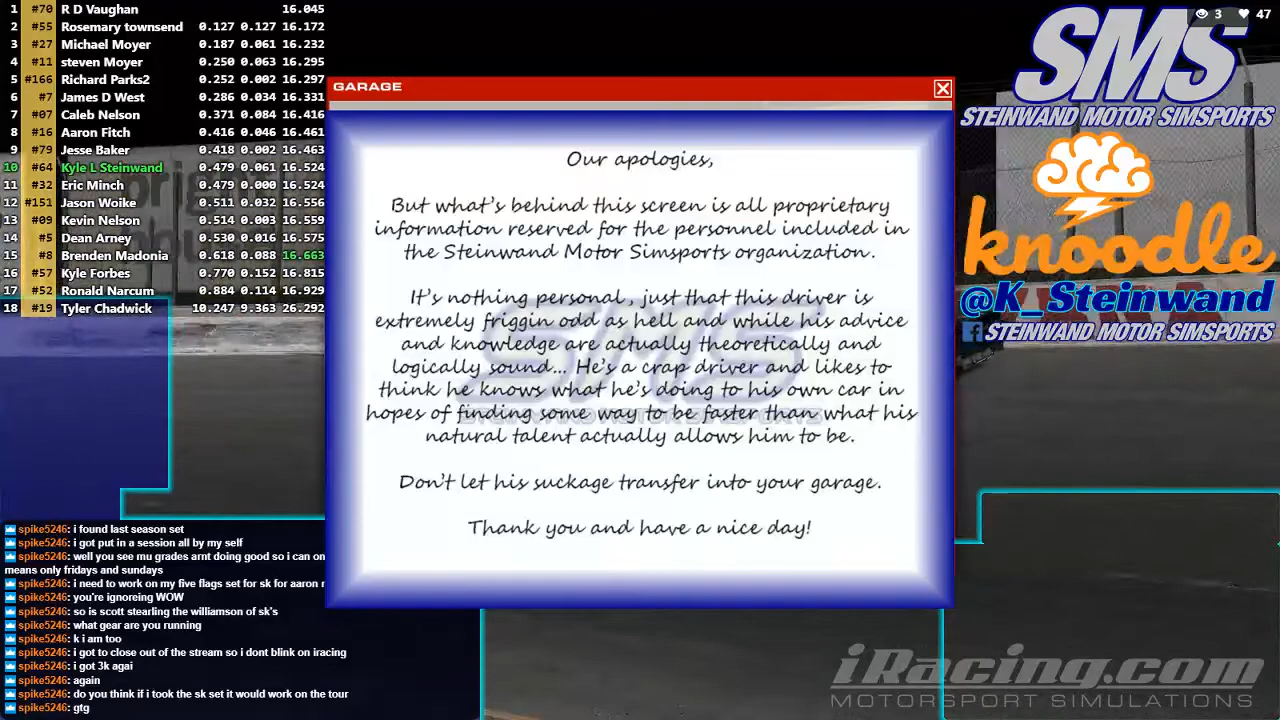 1 #70 R D Vaughan 16.045
2 #55 Rosemary townsend 0.127 0.127 16.172
3 #27 Michael Moyer 0.187 0.061 16.232
4 #11 steven Moyer 0.250 0.063 16.295
5 #166 Richard Parks2 0.252 0.002 16.297
6 #7 James D West 0.286 0.034 16.331
7 #07 Caleb Nelson 0.371 0.084 16.416
8 #16 Aaron Fitch 0.416 0.046 16.461
9 #79 Jesse Baker 0.418 0.002 16.463
10 #64 Kyle L Steinwand 0.479 0.061 16.524
11 #32 Eric Minch 0.479 0.000 16.524
12 #151 Jason Woike 0.511 0.032 16.556
13 #09 Kevin Nelson 0.514 0.003 16.559
14 #5 Dean Arney 0.530 0.016 16.575
15 #8 Brenden Madonia 0.618 0.088 16.663
16 #57 Kyle Forbes 0.770 0.152 16.815
17 #52 Ronald Narcum 0.884 0.114 16.929
18 #19 Tyler Chadwick 10.247 9.363 26.292
GARAGE
Our apologies,
But what's behind this screen is all proprietary
information reserved for the personnel included in
the Steinwand Motor Simsports organization.
It's nothing personal, just that this driver is
extremely friggin odd as hell and while his advice
and knowledge are actually theoretically and
logically sound... He's a crap driver and likes to
think he knows what he's doing to his own car in
hopes of finding some way to be faster than what his
natural talent actually allows him to be.
Don't let his suckage transfer into your garage.
Thank you and have a nice day!
SMS
STEINWAND MOTOR SIMSPORTS
3 47
SMS
STEINWAND MOTOR SIMSPORTS
knoodle
@K_Steinwand
STEINWAND MOTOR SIMSPORTS
spike5246: i found last season set
spike5246: i got put in a session all by my self
spike5246: well you see mu grades arnt doing good so i can on
means only fridays and sundays
spike5246: i need to work on my five flags set for sk for aaron
spike5246: you're ignoreing WOW
spike5246: so is scott stearling the williamson of sk's
spike5246: what gear are you running
spike5246: k i am too
spike5246: i got to close out of the stream so i dont blink on iracing
spike5246: i got 3k agai
spike5246: again
spike5246: do you think if i took the sk set it would work on the tour
spike5246: gtg
iRacing.com
MOTORSPORT SIMULATIONS